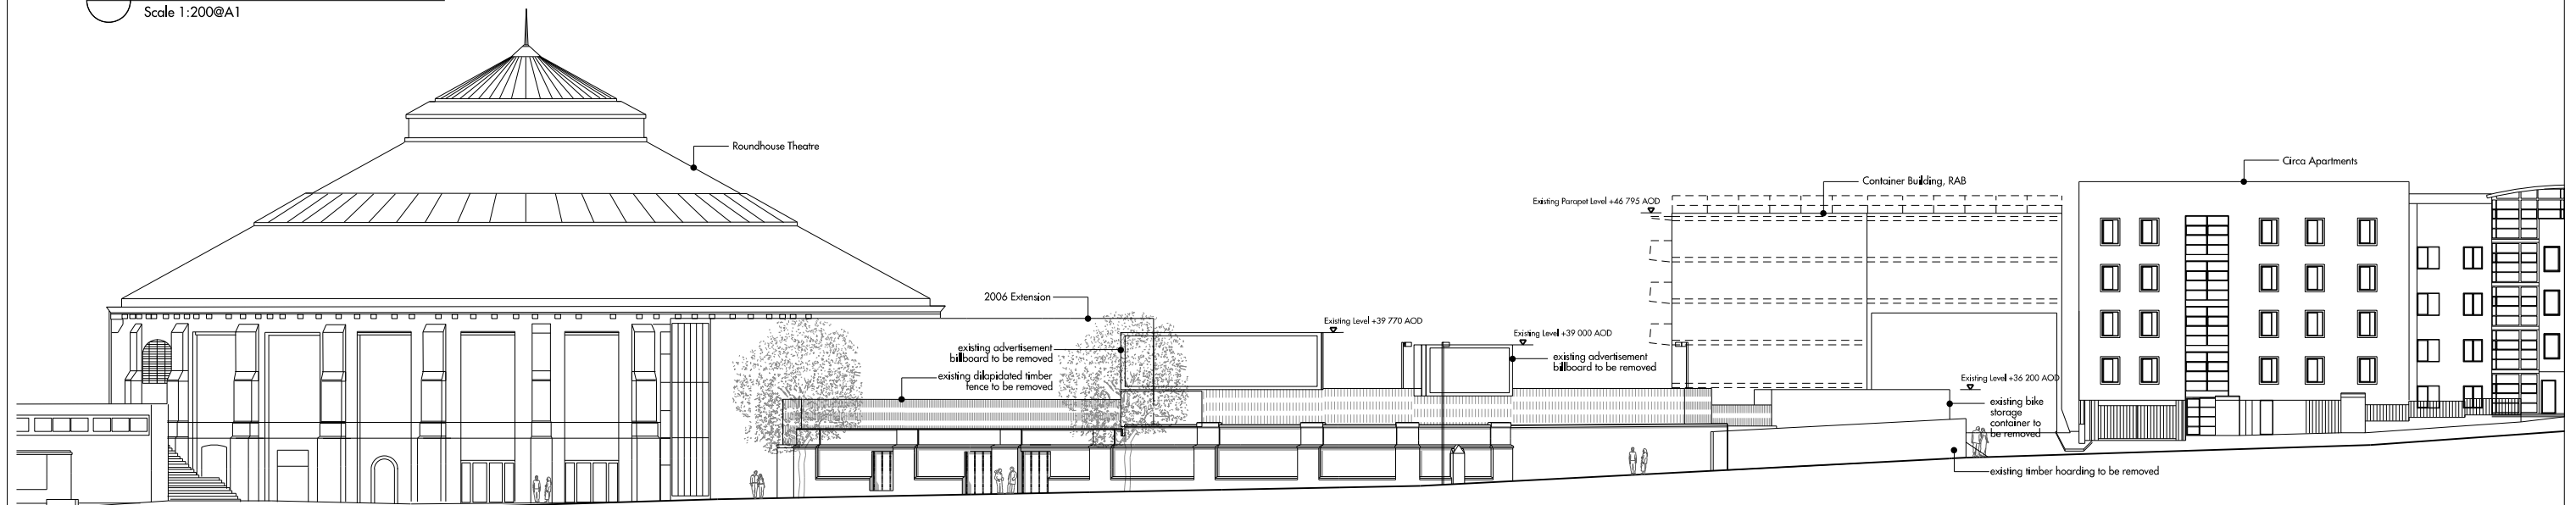 Scale 1:200@A1
Roundhouse Theatre
Circa Apartments
Container Building, RAB
Existing Parapet Level +46 795 AOD
2006 Extension
Existing Level +39 770 AOD
Existing Level +39 000 AOD
existing advertisement
billboard to be removed
existing advertisement
billboard to be removed
existing dilapidated timber
fence to be removed
Existing Level +36 200 AOD
existing bike
storage
container to
be removed
existing timber hoarding to be removed